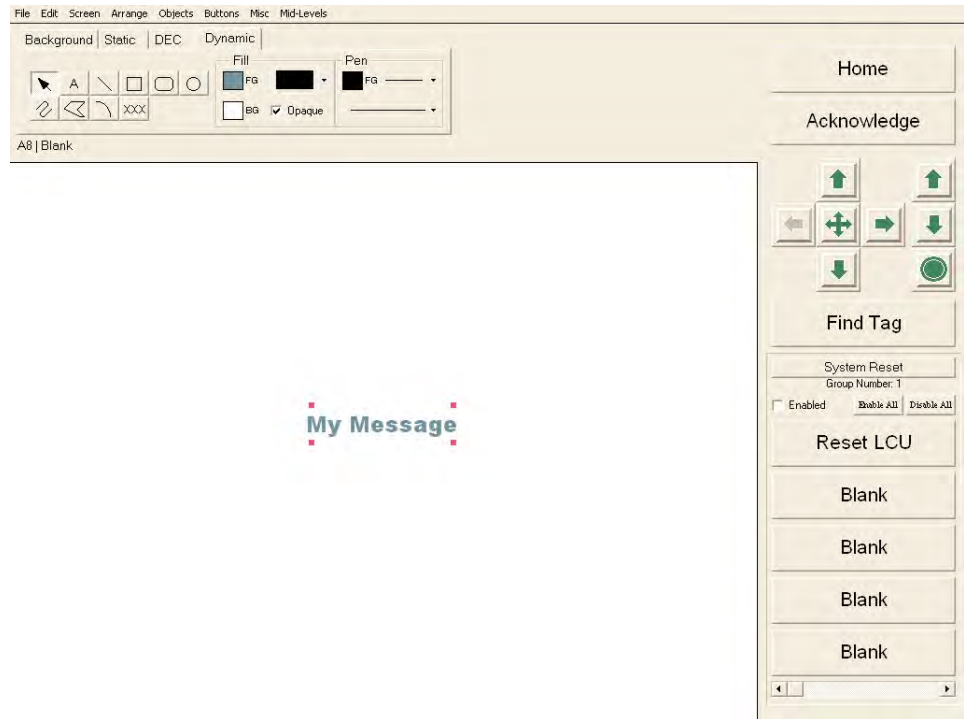 File Edit Screen Arrange Objects Buttons Misc Mid-Levels
Background Static DEC Dynamic
Fill Pen
A FG FG
XXX BG Opaque
A8 | Blank
My Message
Home
Acknowledge
Find Tag
System Reset
Group Number: 1
Enabled Enable All Disable All
Reset LCU
Blank
Blank
Blank
Blank